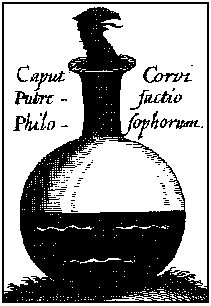 Caput Corvi
Putre- factio
Philo- sophorum.